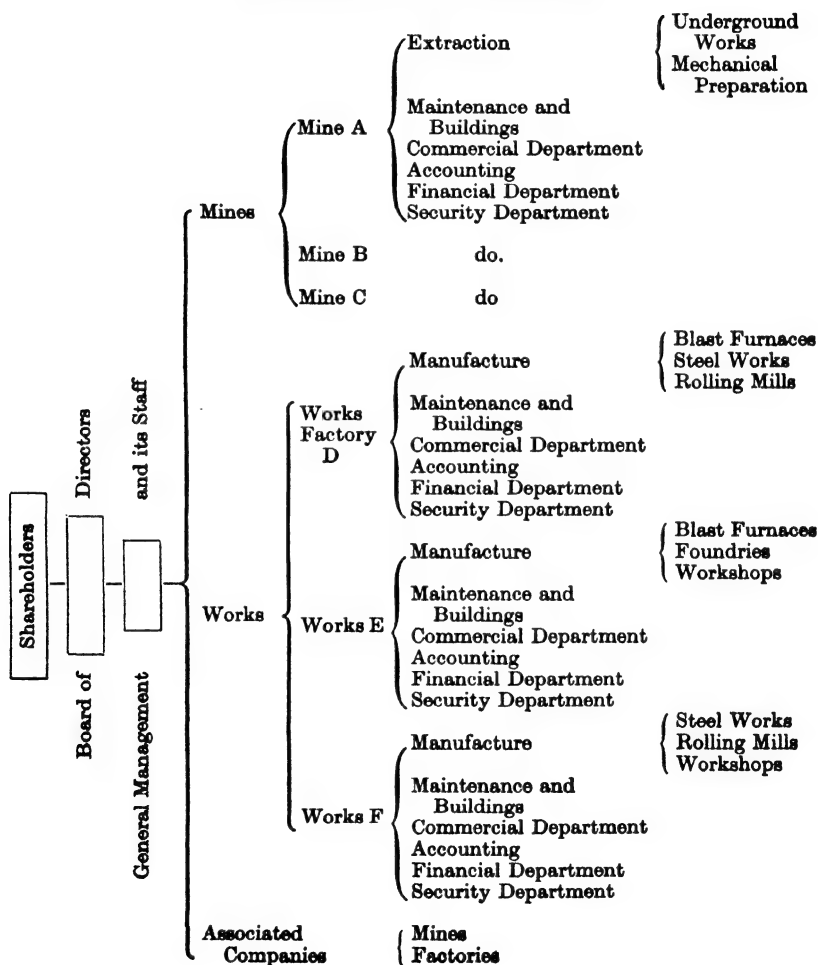 Shareholders
Board of Directors
General Management and its Staff
Mines
Mine A
Extraction
Underground
Works
Mechanical
Preparation
Maintenance and
Buildings
Commercial Department
Accounting
Financial Department
Security Department
Mine B do.
Mine C do
Works
Works
Factory
D
Manufacture
Blast Furnaces
Steel Works
Rolling Mills
Maintenance and
Buildings
Commercial Department
Accounting
Financial Department
Security Department
Works E
Manufacture
Blast Furnaces
Foundries
Workshops
Maintenance and
Buildings
Commercial Department
Accounting
Financial Department
Security Department
Works F
Manufacture
Steel Works
Rolling Mills
Workshops
Maintenance and
Buildings
Commercial Department
Accounting
Financial Department
Security Department
Associated
Companies
Mines
Factories